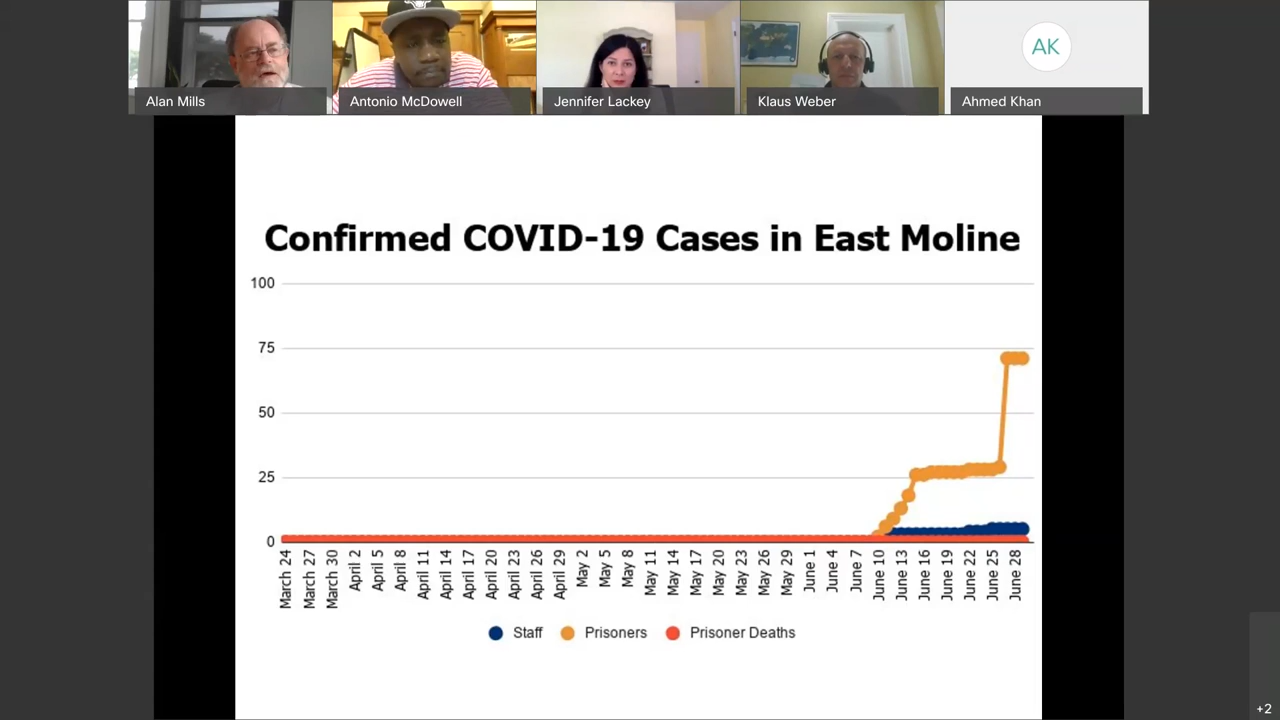 Alan Mills
Antonio McDowell
Jennifer Lackey
Klaus Weber
AK
Ahmed Khan
Confirmed COVID-19 Cases in East Moline
100
75
50
25
0
March 24
March 27
March 30
April 2
April 5
April 8
April 11
April 14
April 17
April 20
April 23
April 26
April 29
May 2
May 5
May 8
May 11
May 14
May 17
May 20
May 23
May 26
May 29
June 1
June 4
June 7
June 10
June 13
June 16
June 19
June 22
June 25
June 28
Staff
Prisoners
Prisoner Deaths
+2